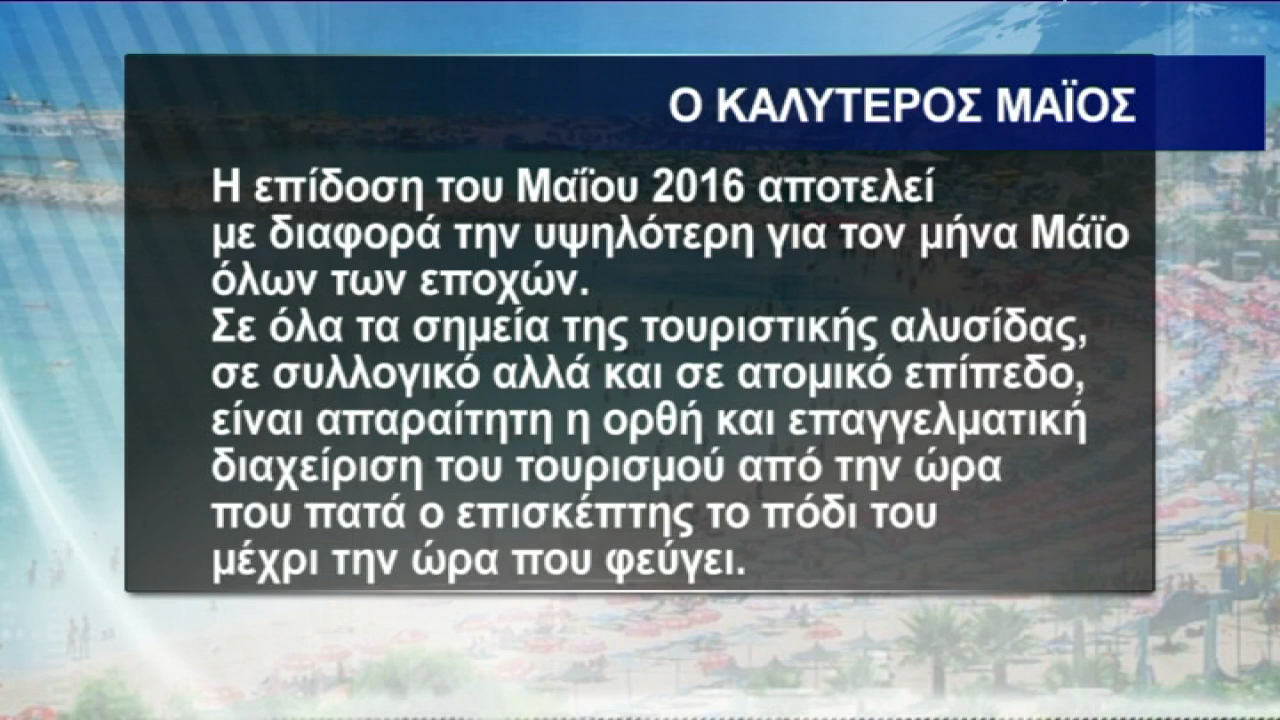 Ο ΚΑΛΥΤΕΡΟΣ ΜΑΪΟΣ
Η επίδοση του Μαΐου 2016 αποτελεί
με διαφορά την υψηλότερη για τον μήνα Μάϊο
όλων των εποχών.
Σε όλα τα σημεία της τουριστικής αλυσίδας,
σε συλλογικό αλλά και σε ατομικό επίπεδο,
είναι απαραίτητη η ορθή και επαγγελματική
διαχείριση του τουρισμού από την ώρα
που πατά ο επισκέπτης το πόδι του
μέχρι την ώρα που φεύγει.